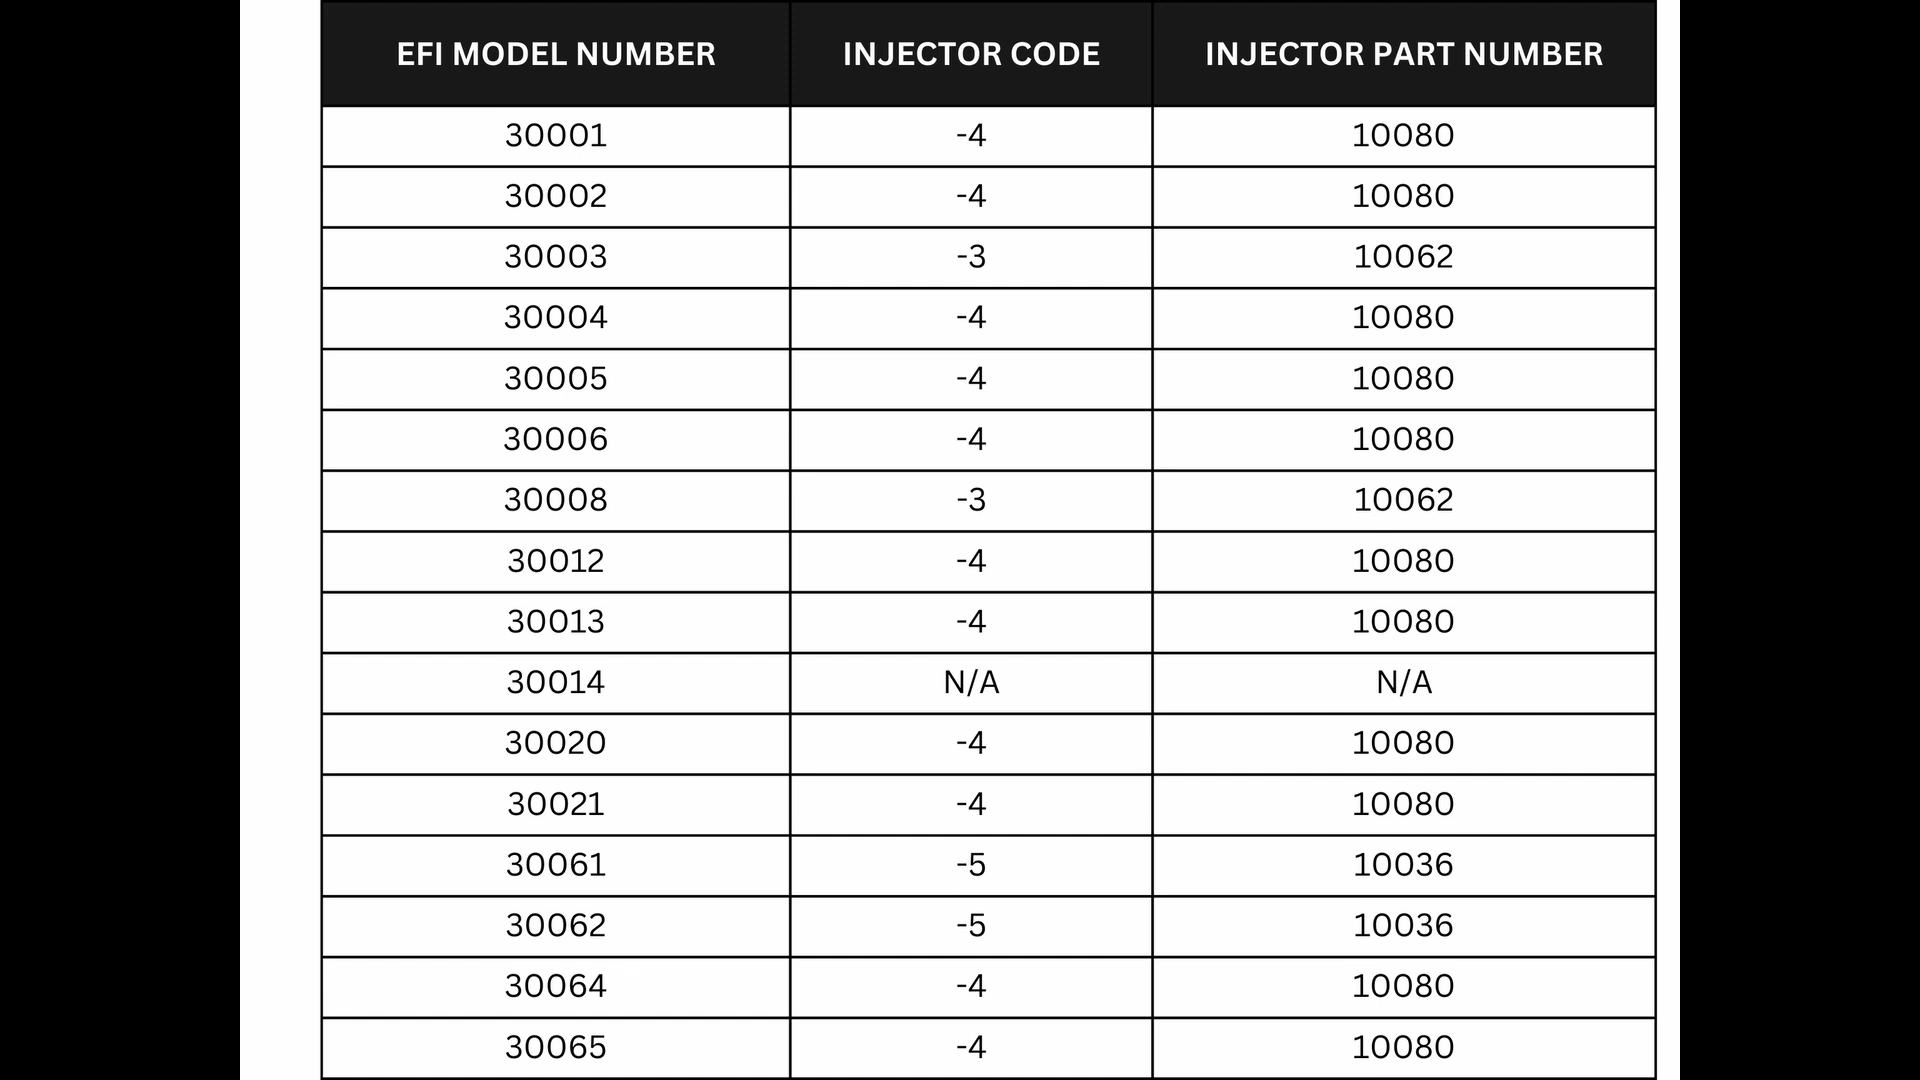 EFI MODEL NUMBER INJECTOR CODE INJECTOR PART NUMBER
30001 -4 10080
30002 -4 10080
30003 -3 10062
30004 -4 10080
30005 -4 10080
30006 -4 10080
30008 -3 10062
30012 -4 10080
30013 -4 10080
30014 N/A N/A
30020 -4 10080
30021 -4 10080
30061 -5 10036
30062 -5 10036
30064 -4 10080
30065 -4 10080